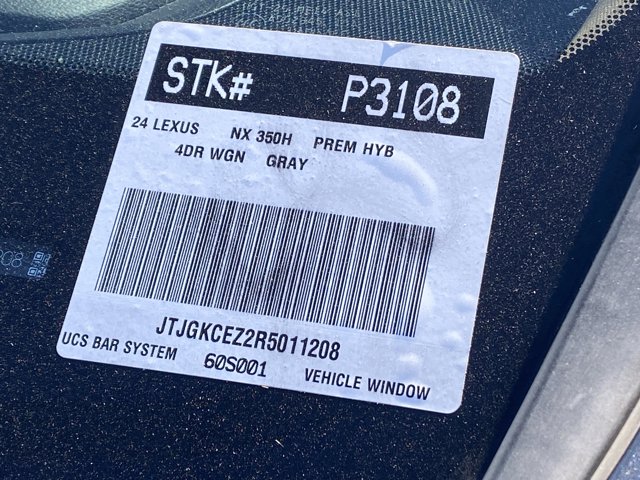 STK# P3108
24 LEXUS NX 350H PREM HYB
4DR WGN GRAY
JTJGKCEZ2R5011208
UCS BAR SYSTEM 60S001 VEHICLE WINDOW